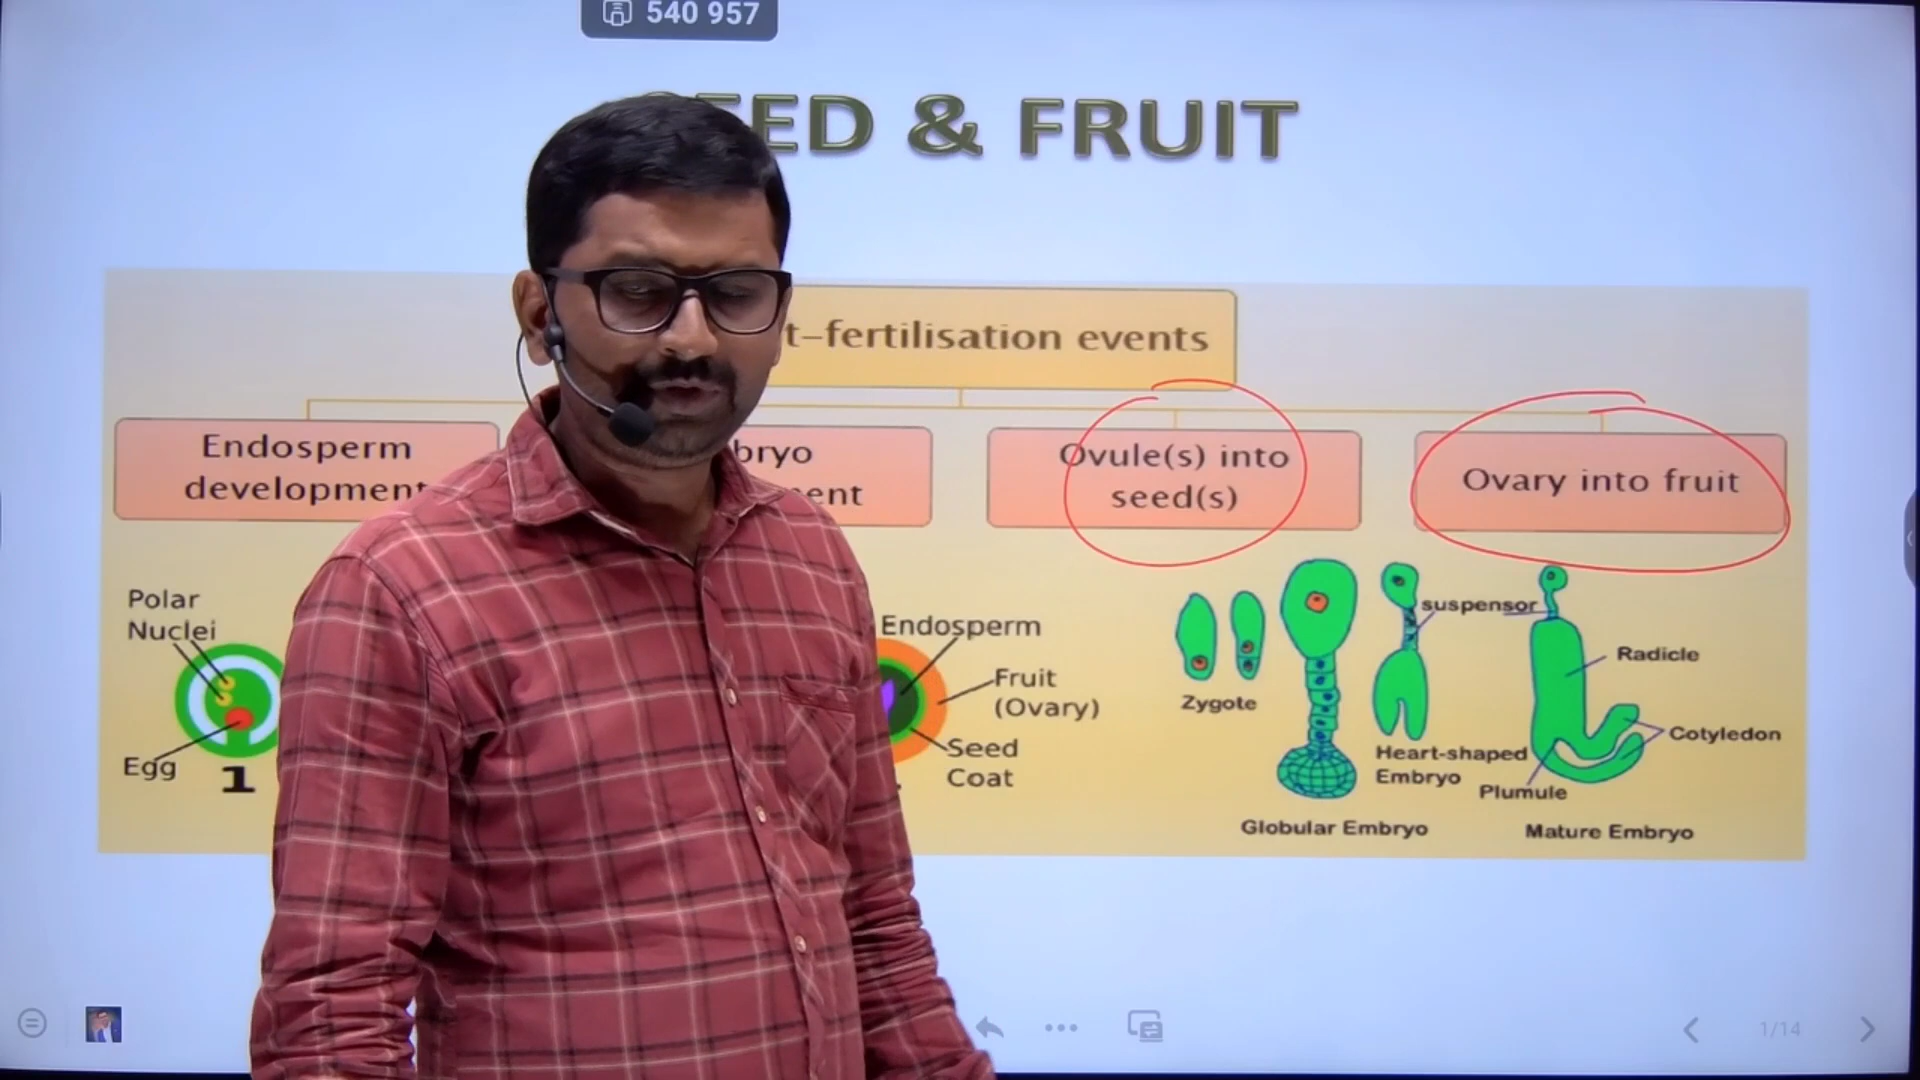 540 957
EED & FRUIT
t–fertilisation events
Endosperm
development
bryo
ent
Ovule(s) into
seed(s)
Ovary into fruit
Polar
Nuclei
Egg
1
Endosperm
Fruit
(Ovary)
Seed
Coat
Zygote
suspensor
Radicle
Cotyledon
Heart-shaped
Embryo
Plumule
Globular Embryo
Mature Embryo
1/14